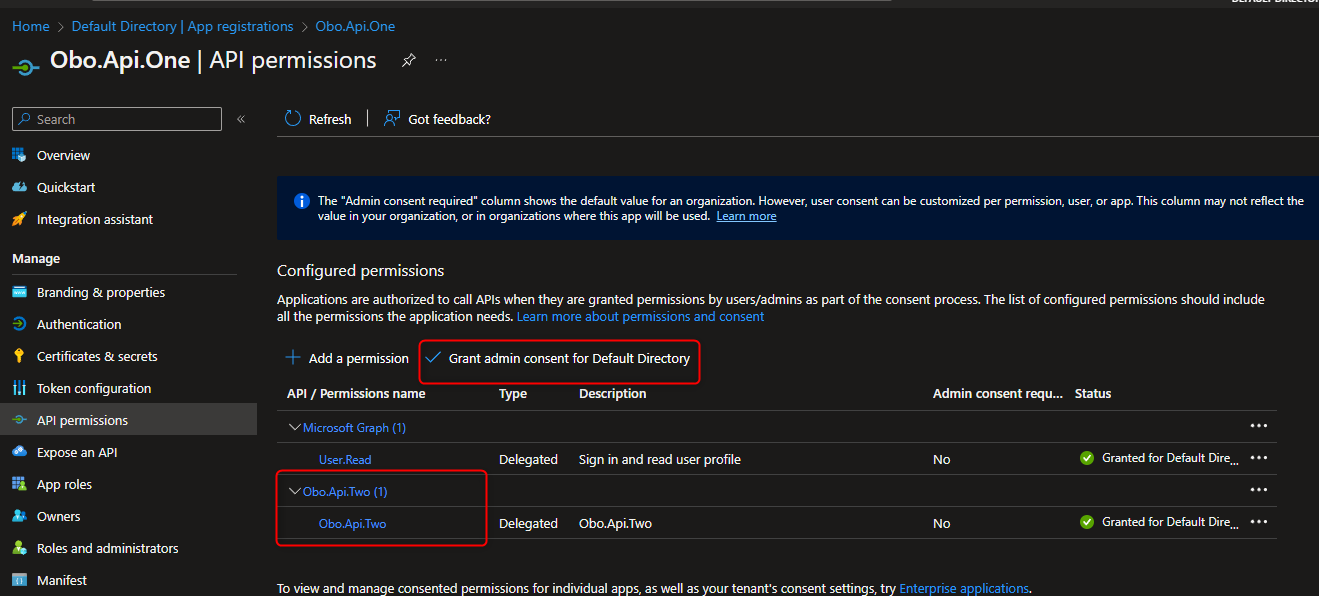 DEFAULT DIRECTOR
Home > Default Directory | App registrations > Obo.Api.One
Obo.Api.One | API permissions
Search
Refresh
Got feedback?
Overview
Quickstart
Integration assistant
Manage
Branding & properties
Authentication
Certificates & secrets
Token configuration
API permissions
Expose an API
App roles
Owners
Roles and administrators
Manifest
The "Admin consent required" column shows the default value for an organization. However, user consent can be customized per permission, user, or app. This column may not reflect the
value in your organization, or in organizations where this app will be used. Learn more
Configured permissions
Applications are authorized to call APIs when they are granted permissions by users/admins as part of the consent process. The list of configured permissions should include
all the permissions the application needs. Learn more about permissions and consent
Add a permission
Grant admin consent for Default Directory
API / Permissions name Type Description Admin consent requ... Status
Microsoft Graph (1)
User.Read Delegated Sign in and read user profile No Granted for Default Dire...
Obo.Api.Two (1)
Obo.Api.Two Delegated Obo.Api.Two No Granted for Default Dire...
To view and manage consented permissions for individual apps, as well as your tenant's consent settings, try Enterprise applications.